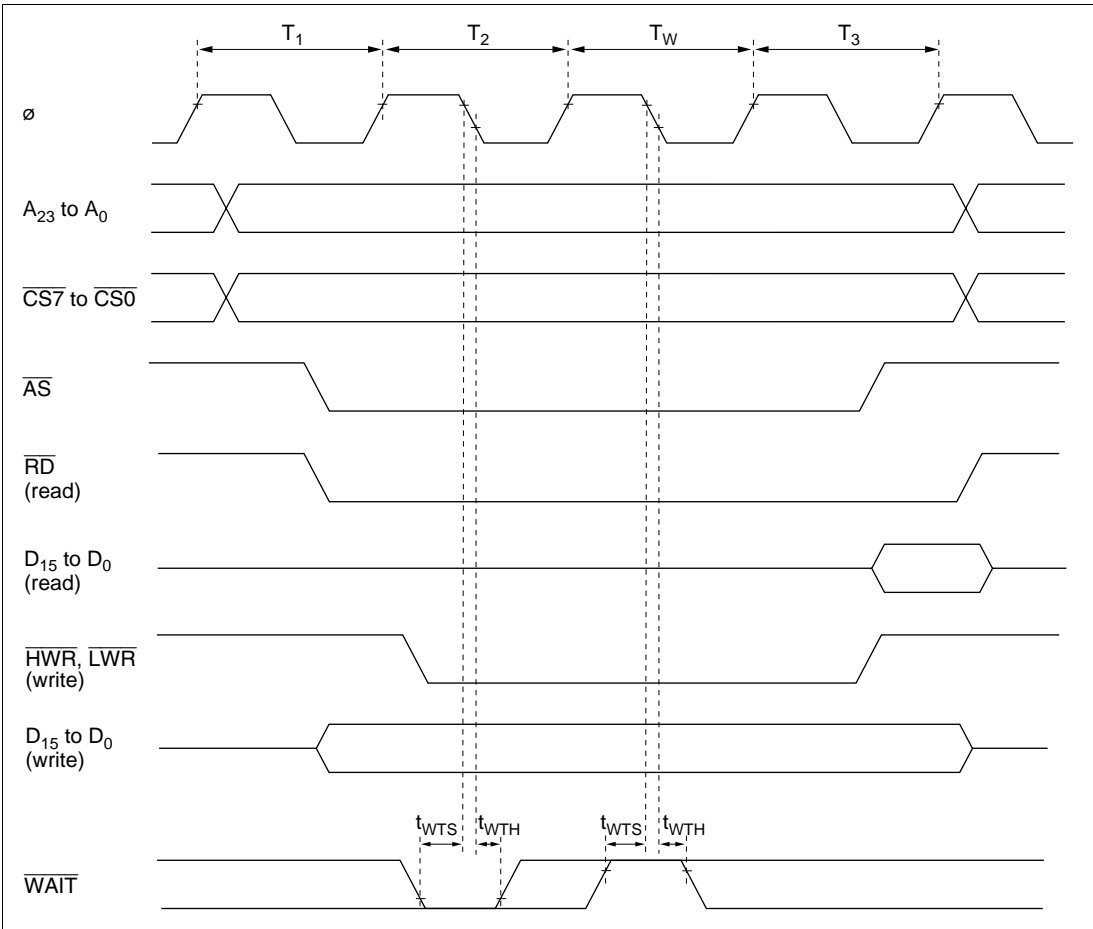 T1 T2 TW T3
ø
A23 to A0
CS7 to CS0
AS
RD
(read)
D15 to D0
(read)
HWR, LWR
(write)
D15 to D0
(write)
tWTS tWTH tWTS tWTH
WAIT